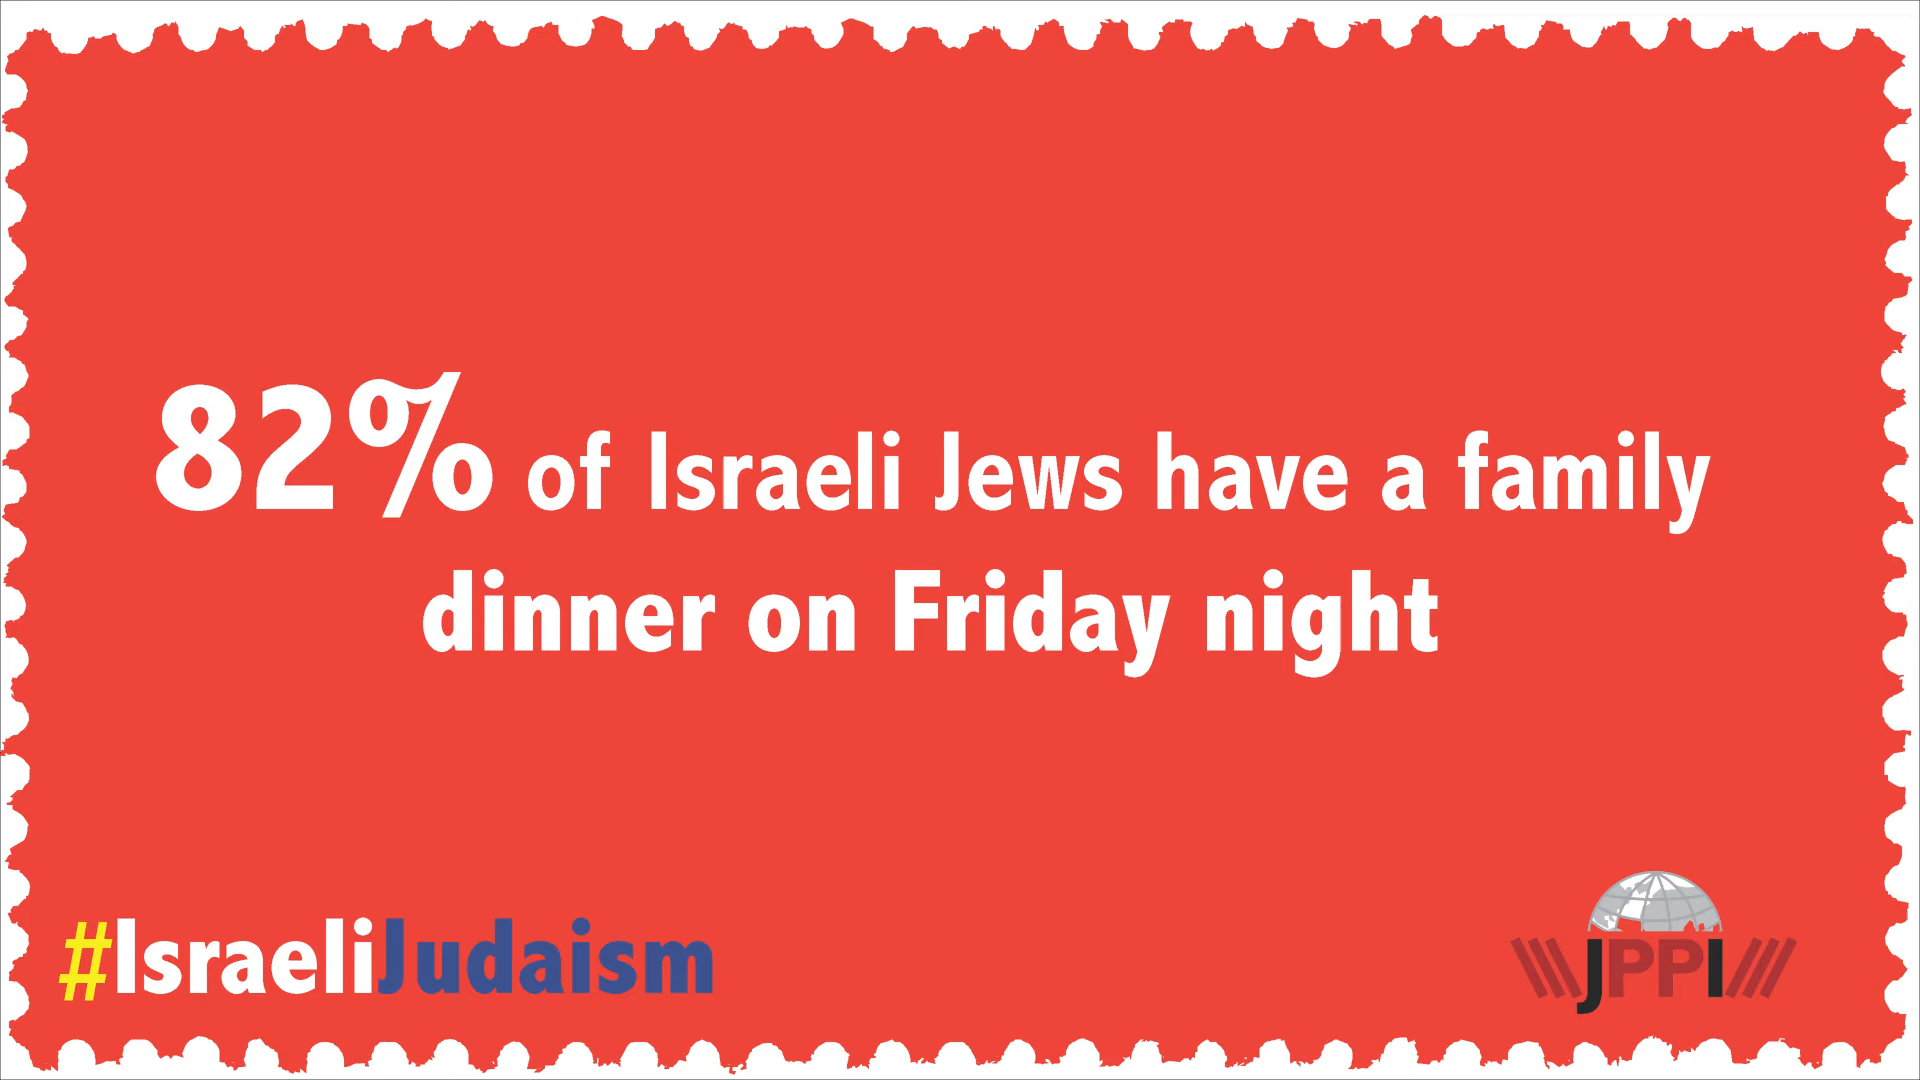 82% of Israeli Jews have a family
dinner on Friday night
#IsraeliJudaism
JPPI